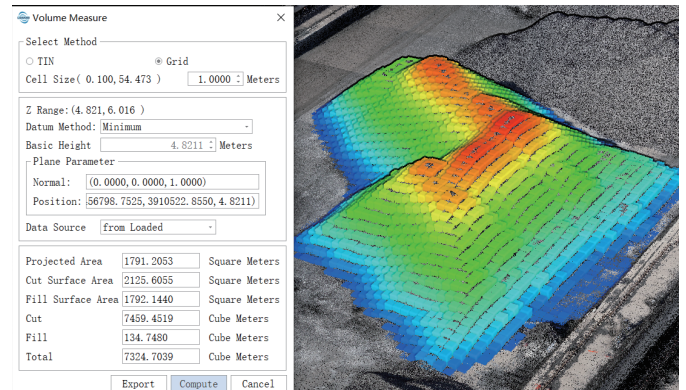 Volume Measure
Select Method
TIN Grid
Cell Size( 0.100,54.473 ) 1.0000 Meters
Z Range:(4.821,6.016 )
Datum Method: Minimum
Basic Height 4.8211 Meters
Plane Parameter
Normal: (0.0000,0.0000,1.0000)
Position: 56798.7525,3910522.8550,4.8211)
Data Source from Loaded
Projected Area 1791.2053 Square Meters
Cut Surface Area 2125.6055 Square Meters
Fill Surface Area 1792.1440 Square Meters
Cut 7459.4519 Cube Meters
Fill 134.7480 Cube Meters
Total 7324.7039 Cube Meters
Export Compute Cancel